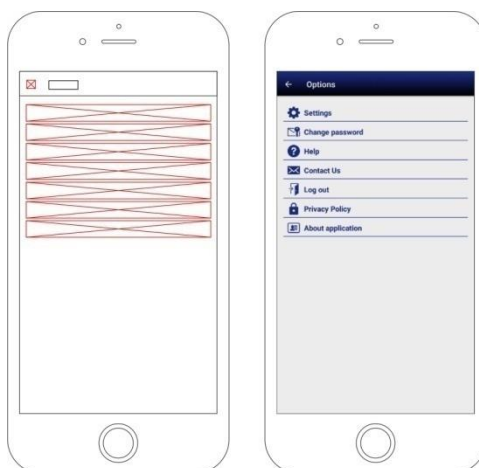 Options
Settings
Change password
Help
Contact Us
Log out
Privacy Policy
About application